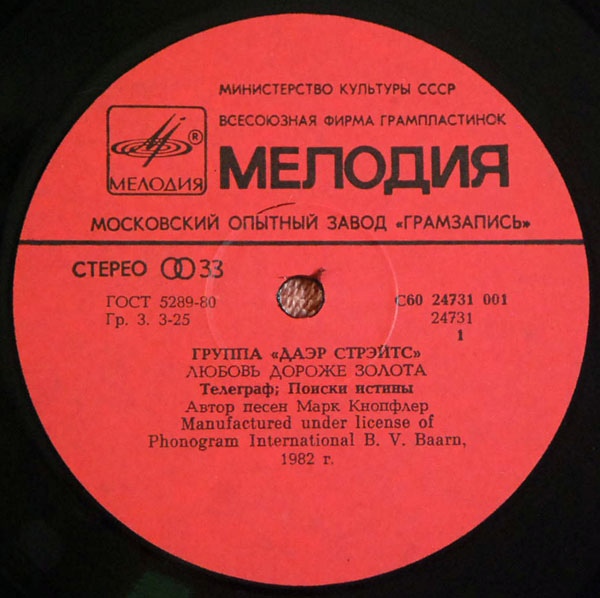 МИНИСТЕРСТВО КУЛЬТУРЫ СССР
ВСЕСОЮЗНАЯ ФИРМА ГРАМПЛАСТИНОК
®
МЕЛОДИЯ
МЕЛОДИЯ
МОСКОВСКИЙ ОПЫТНЫЙ ЗАВОД «ГРАМЗАПИСЬ»
СТЕРЕО 33
ГОСТ 5289-80
Гр. 3. 3-25
С60 24731 001
24731
1
ГРУППА «ДАЭР СТРЭЙТС»
ЛЮБОВЬ ДОРОЖЕ ЗОЛОТА
Телеграф; Поиски истины
Автор песен Марк Кнопфлер
Manufactured under license of
Phonogram International B. V. Baarn,
1982 г.